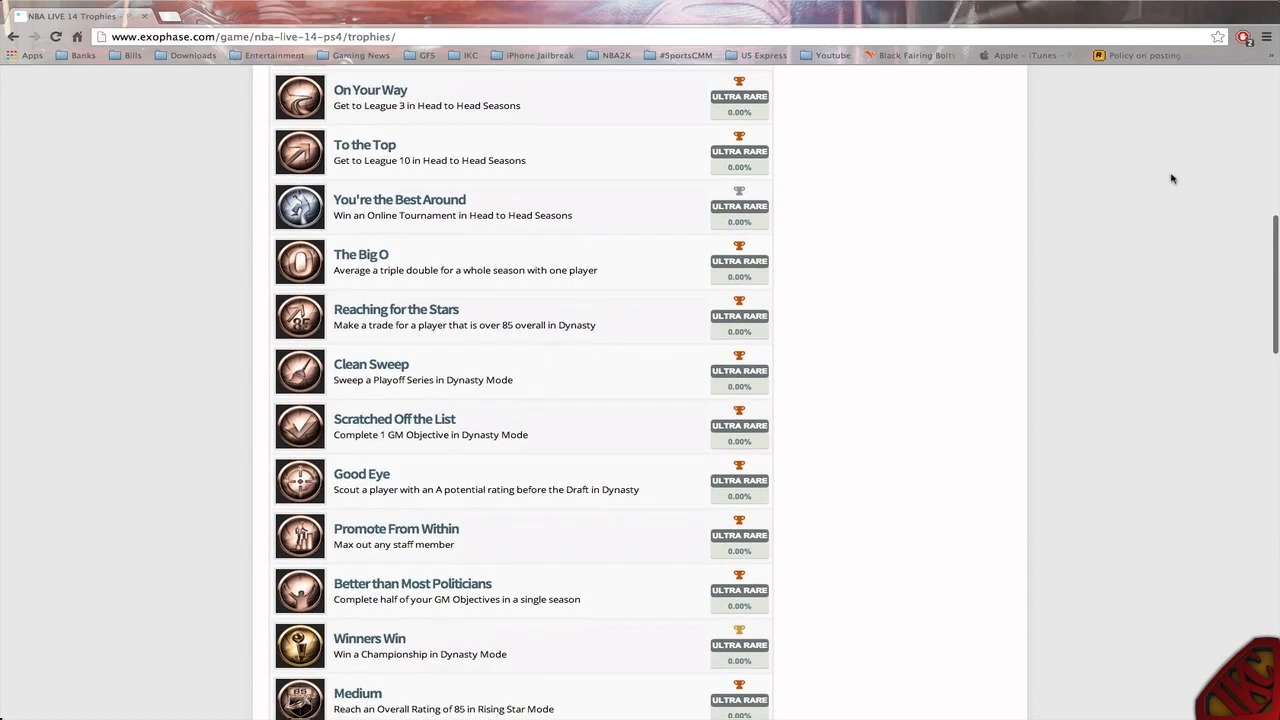 NBA LIVE 14 Trophies -
www.exophase.com/game/nba-live-14-ps4/trophies/
2
Apps Banks Bills Downloads Entertainment Gaming News GFS IKC iPhone Jailbreak NBA2K #SportsCMM US Express Youtube Black Fairing Bolts Apple - iTunes - Policy on posting »
On Your Way
Get to League 3 in Head to Head Seasons
ULTRA RARE
0.00%
To the Top
Get to League 10 in Head to Head Seasons
ULTRA RARE
0.00%
You're the Best Around
Win an Online Tournament in Head to Head Seasons
ULTRA RARE
0.00%
The Big O
Average a triple double for a whole season with one player
ULTRA RARE
0.00%
Reaching for the Stars
Make a trade for a player that is over 85 overall in Dynasty
85
ULTRA RARE
0.00%
Clean Sweep
Sweep a Playoff Series in Dynasty Mode
ULTRA RARE
0.00%
Scratched Off the List
Complete 1 GM Objective in Dynasty Mode
ULTRA RARE
0.00%
Good Eye
Scout a player with an A potential rating before the Draft in Dynasty
ULTRA RARE
0.00%
Promote From Within
Max out any staff member
ULTRA RARE
0.00%
Better than Most Politicians
Complete half of your GM Objectives in a single season
ULTRA RARE
0.00%
Winners Win
Win a Championship in Dynasty Mode
ULTRA RARE
0.00%
Medium
Reach an Overall Rating of 85 in Rising Star Mode
85
ULTRA RARE
0.00%
IKC